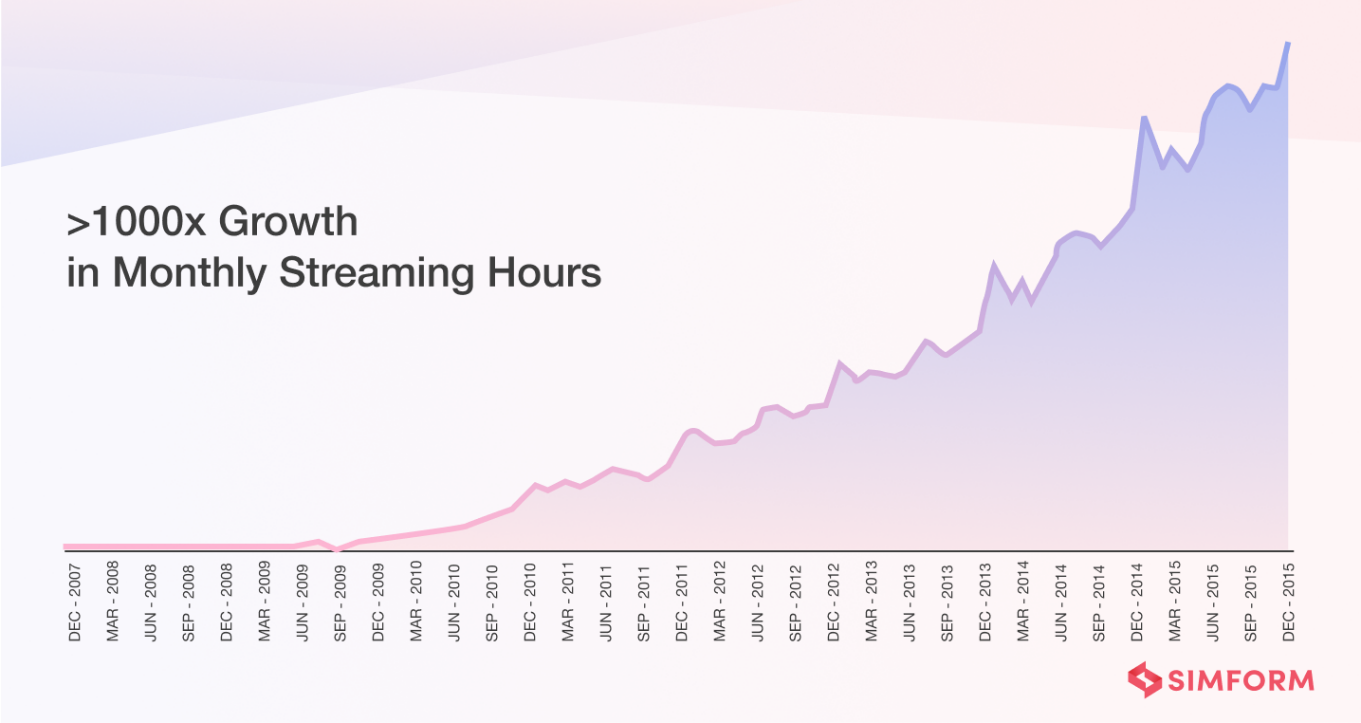 >1000x Growth
in Monthly Streaming Hours
DEC - 2007
MAR - 2008
JUN - 2008
SEP - 2008
DEC - 2008
MAR - 2009
JUN - 2009
SEP - 2009
DEC - 2009
MAR - 2010
JUN - 2010
SEP - 2010
DEC - 2010
MAR - 2011
JUN - 2011
SEP - 2011
DEC - 2011
MAR - 2012
JUN - 2012
SEP - 2012
DEC - 2012
MAR - 2013
JUN - 2013
SEP - 2013
DEC - 2013
MAR - 2014
JUN - 2014
SEP - 2014
DEC - 2014
MAR - 2015
JUN - 2015
SEP - 2015
DEC - 2015
SIMFORM